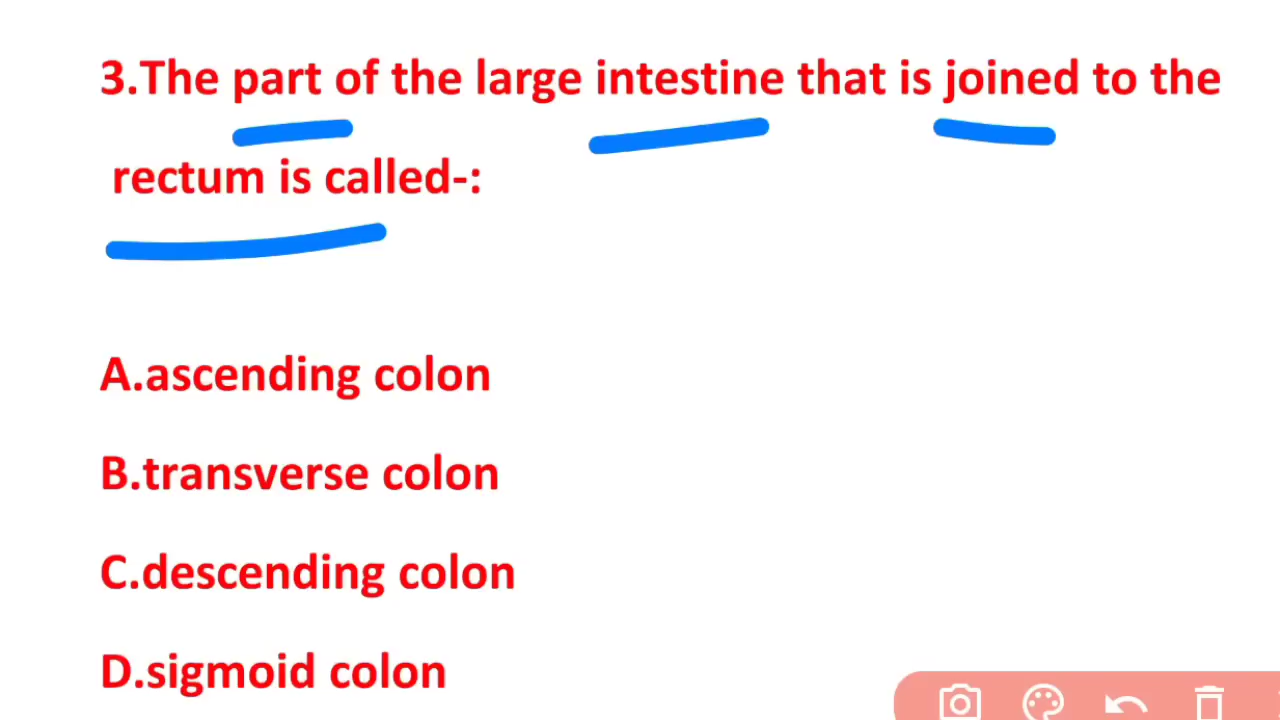 3.The part of the large intestine that is joined to the
rectum is called-:
A.ascending colon
B.transverse colon
C.descending colon
D.sigmoid colon